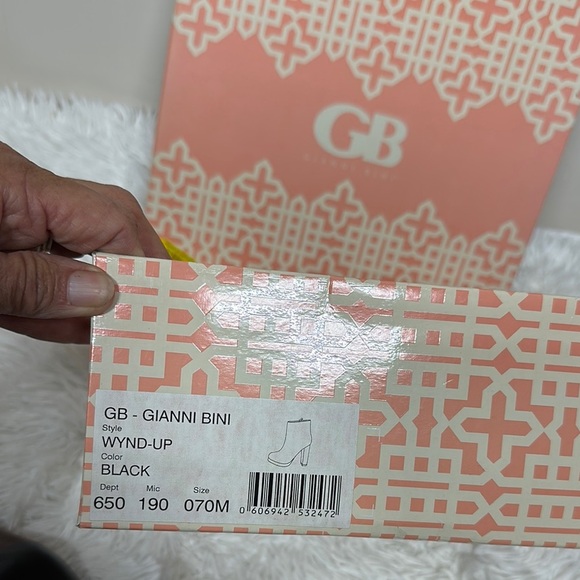 GB
GIANNI BINI
GB - GIANNI BINI
Style
WYND-UP
Color
BLACK
Dept Mic Size
650 190 070M
0 606942 532472